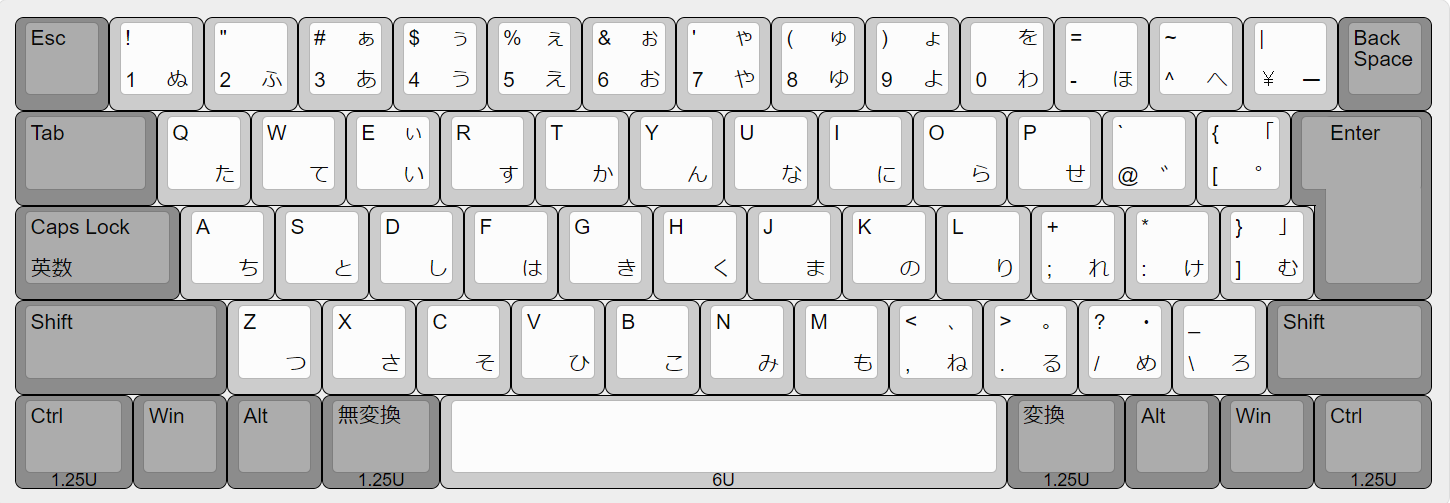 Esc ! 1 ぬ " 2 ふ # ぁ 3 あ $ ぅ 4 う % ぇ 5 え & ぉ 6 お ' ゃ 7 や ( ゅ 8 ゆ ) ょ 9 よ を 0 わ = - ほ ~ ^ へ | ¥ ー Back Space
Tab Q た W て E ぃ い R す T か Y ん U な I に O ら P せ ` @ ゛ { 「 [ ゜ Enter
Caps Lock 英数 A ち S と D し F は G き H く J ま K の L り + ; れ * : け } 」 ] む
Shift Z つ X さ C そ V ひ B こ N み M も < 、 , ね > 。 . る ? ・ / め _ \ ろ Shift
Ctrl Win Alt 無変換 変換 Alt Win Ctrl
1.25U 1.25U 6U 1.25U 1.25U